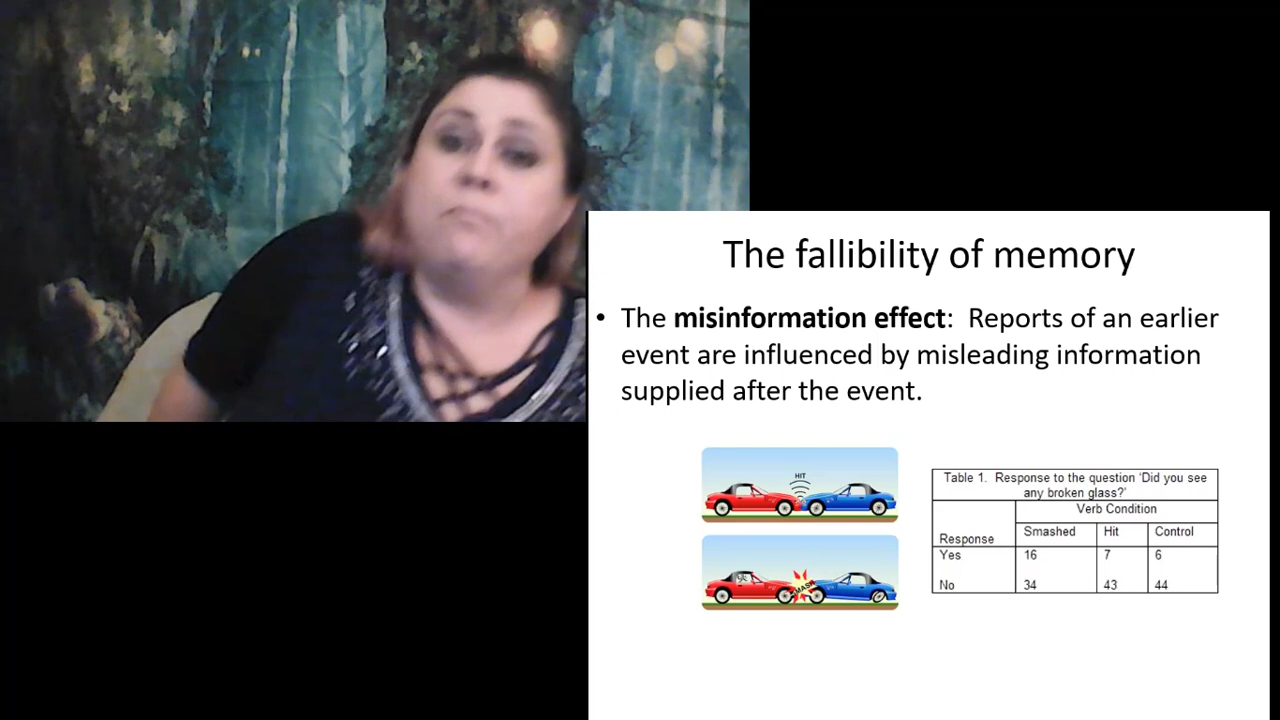 The fallibility of memory
• The misinformation effect: Reports of an earlier
event are influenced by misleading information
supplied after the event.
HIT
SMASH
Table 1. Response to the question 'Did you see
any broken glass?'
Verb Condition
Response Smashed Hit Control
Yes 16 7 6
No 34 43 44